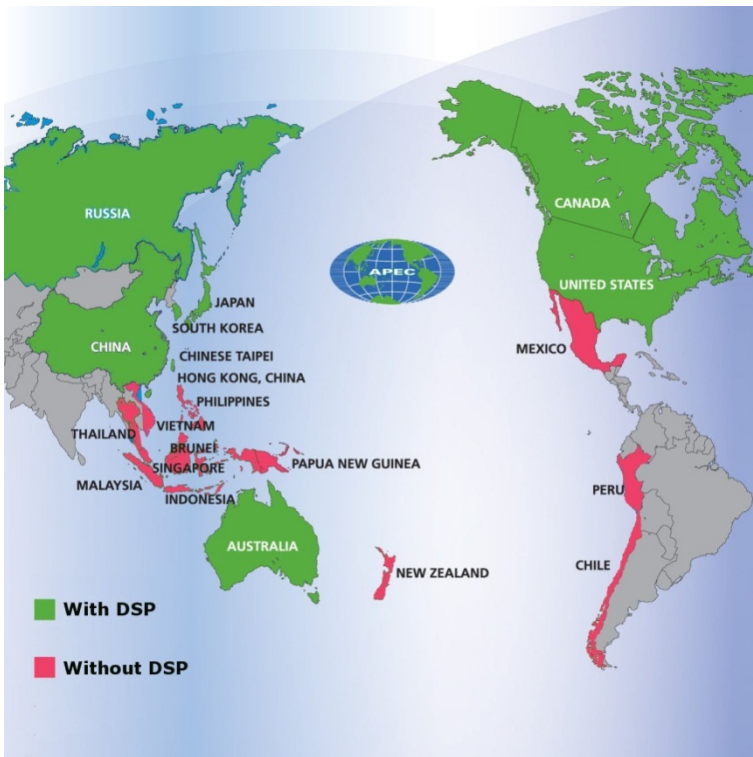 RUSSIA
CANADA
APEC
UNITED STATES
JAPAN
SOUTH KOREA
CHINA
MEXICO
CHINESE TAIPEI
HONG KONG, CHINA
PHILIPPINES
VIETNAM
THAILAND
BRUNEI
SINGAPORE
PAPUA NEW GUINEA
MALAYSIA
INDONESIA
PERU
AUSTRALIA
CHILE
NEW ZEALAND
With DSP
Without DSP